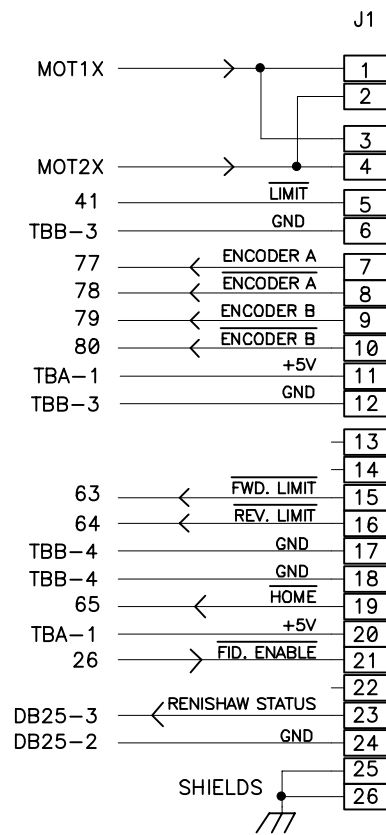 J1
MOT1X 1
2
3
MOT2X 4
41 LIMIT 5
TBB-3 GND 6
77 ENCODER A 7
78 ENCODER A 8
79 ENCODER B 9
80 ENCODER B 10
TBA-1 +5V 11
TBB-3 GND 12
13
14
63 FWD. LIMIT 15
64 REV. LIMIT 16
TBB-4 GND 17
TBB-4 GND 18
65 HOME 19
TBA-1 +5V 20
26 FID. ENABLE 21
22
DB25-3 RENISHAW STATUS 23
DB25-2 GND 24
25
SHIELDS 26